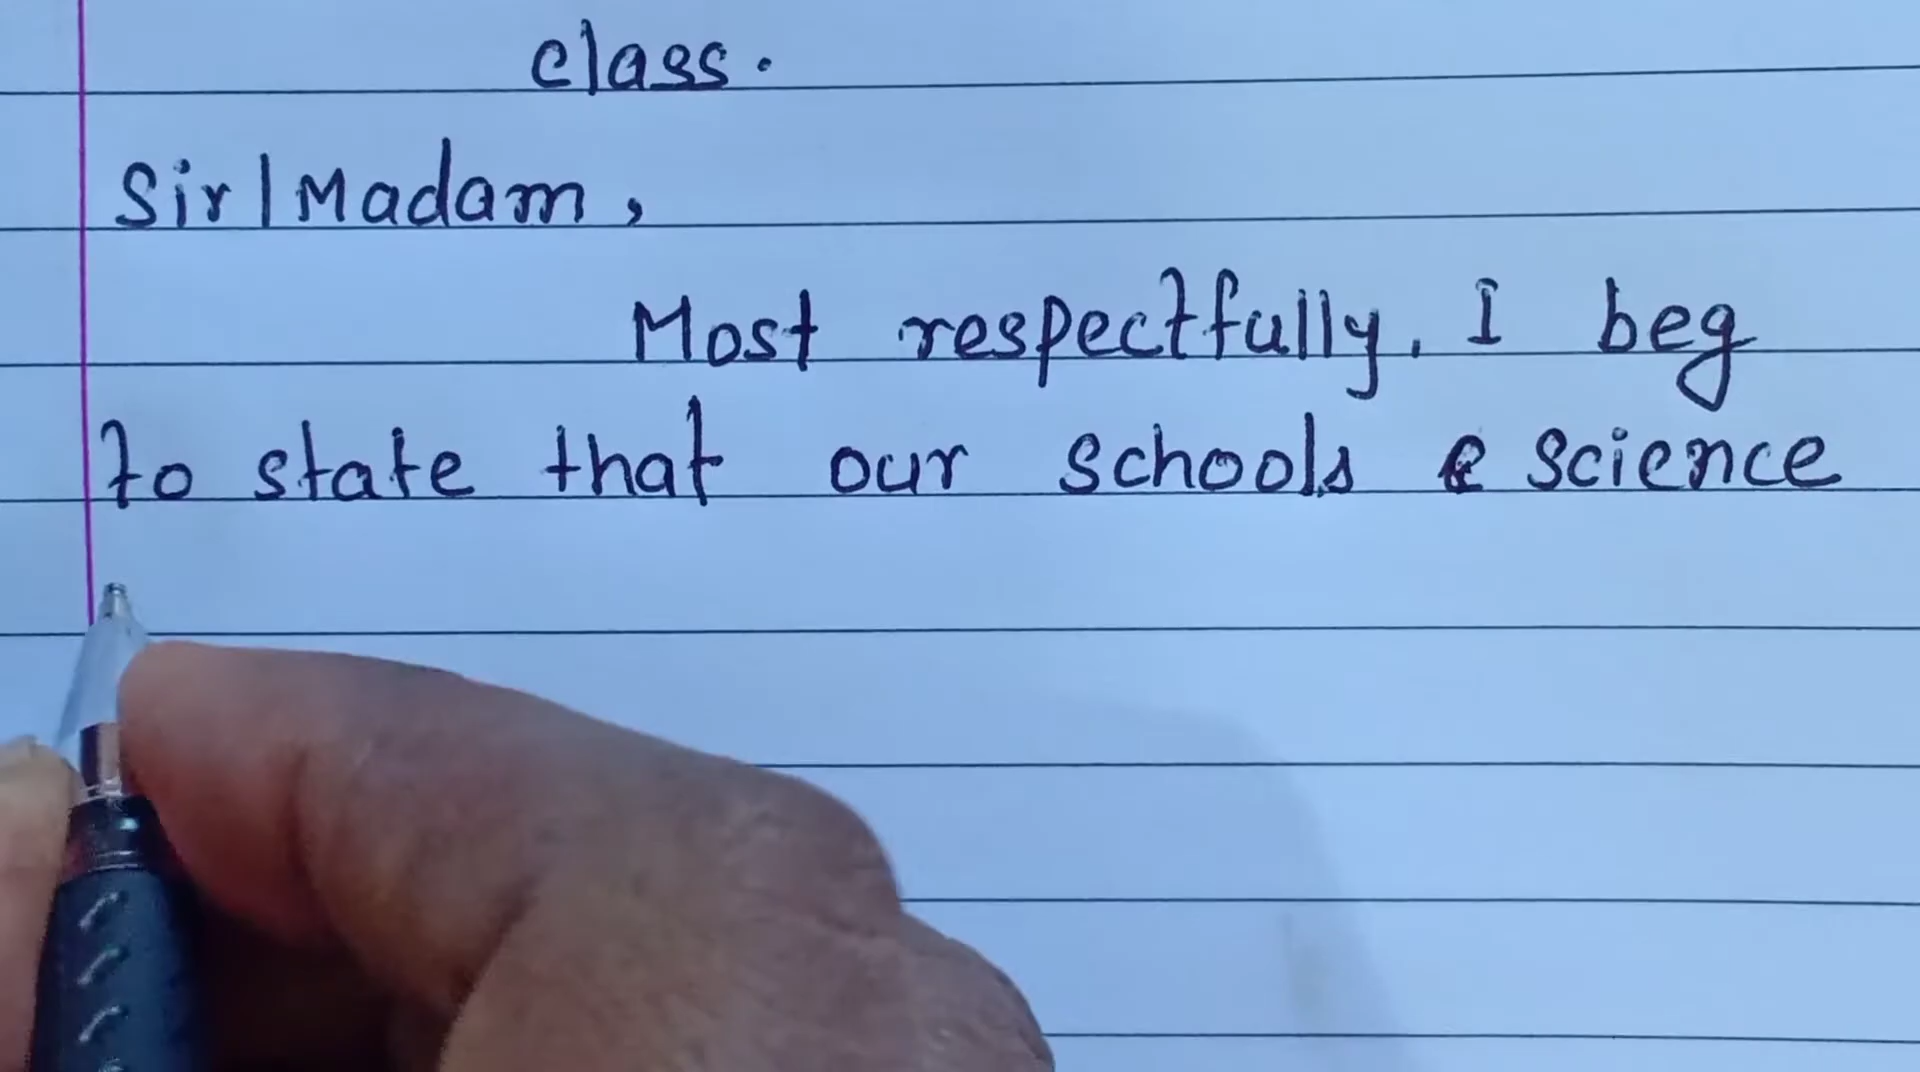 class.
Sir/Madam,
Most respectfully, I beg
to state that our schools science